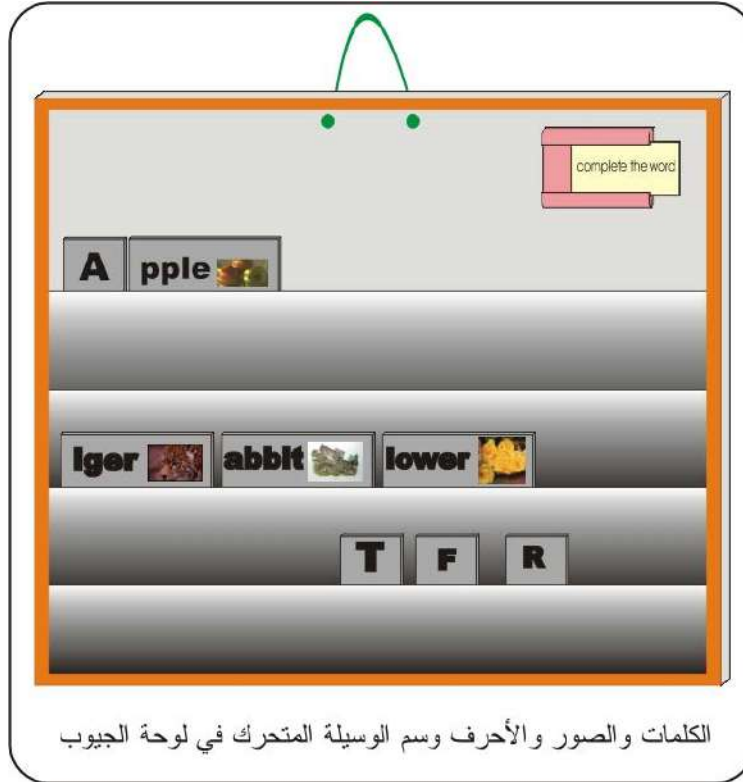 complete the word
A pple
iger abbit lower
T F R
الكلمات والصور والأحرف وسم الوسيلة المتحرك في لوحة الجيوب